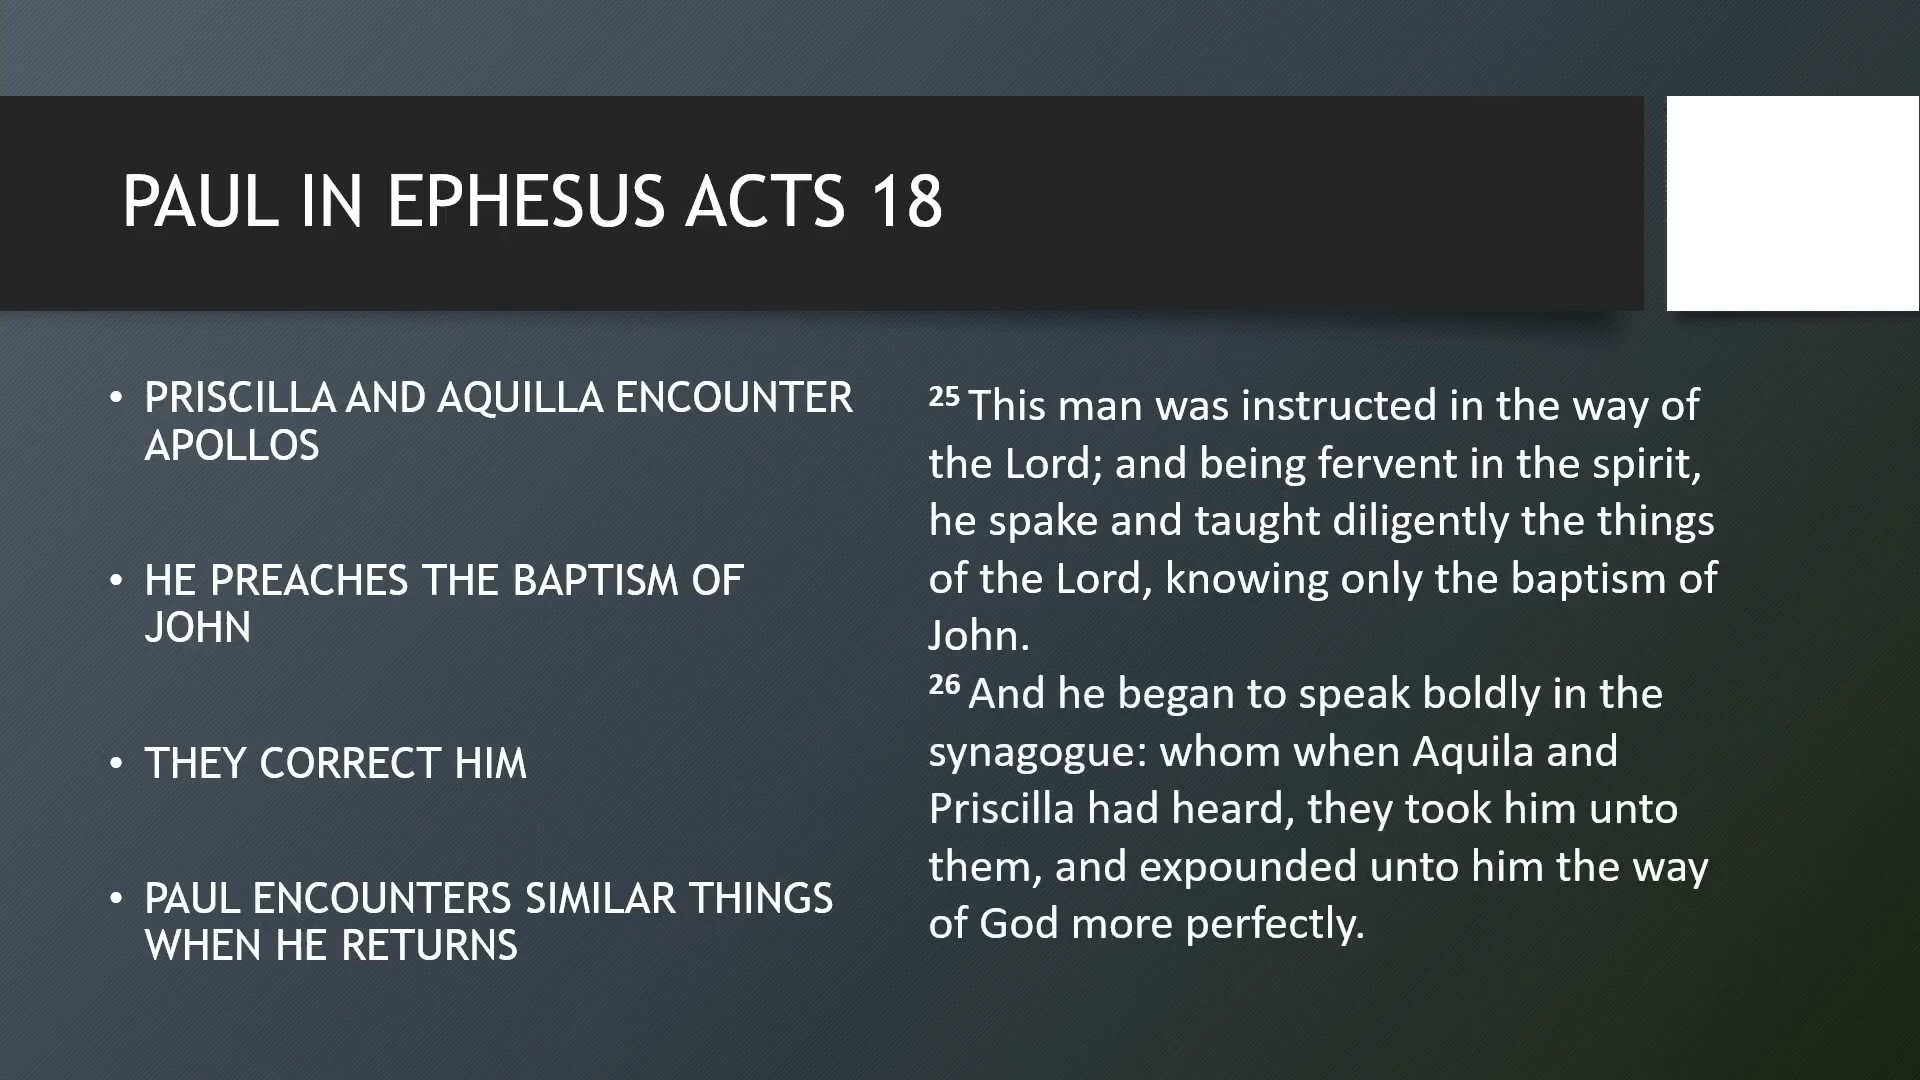 PAUL IN EPHESUS ACTS 18
• PRISCILLA AND AQUILLA ENCOUNTER
APOLLOS
• HE PREACHES THE BAPTISM OF
JOHN
• THEY CORRECT HIM
• PAUL ENCOUNTERS SIMILAR THINGS
WHEN HE RETURNS
25 This man was instructed in the way of
the Lord; and being fervent in the spirit,
he spake and taught diligently the things
of the Lord, knowing only the baptism of
John.
26 And he began to speak boldly in the
synagogue: whom when Aquila and
Priscilla had heard, they took him unto
them, and expounded unto him the way
of God more perfectly.